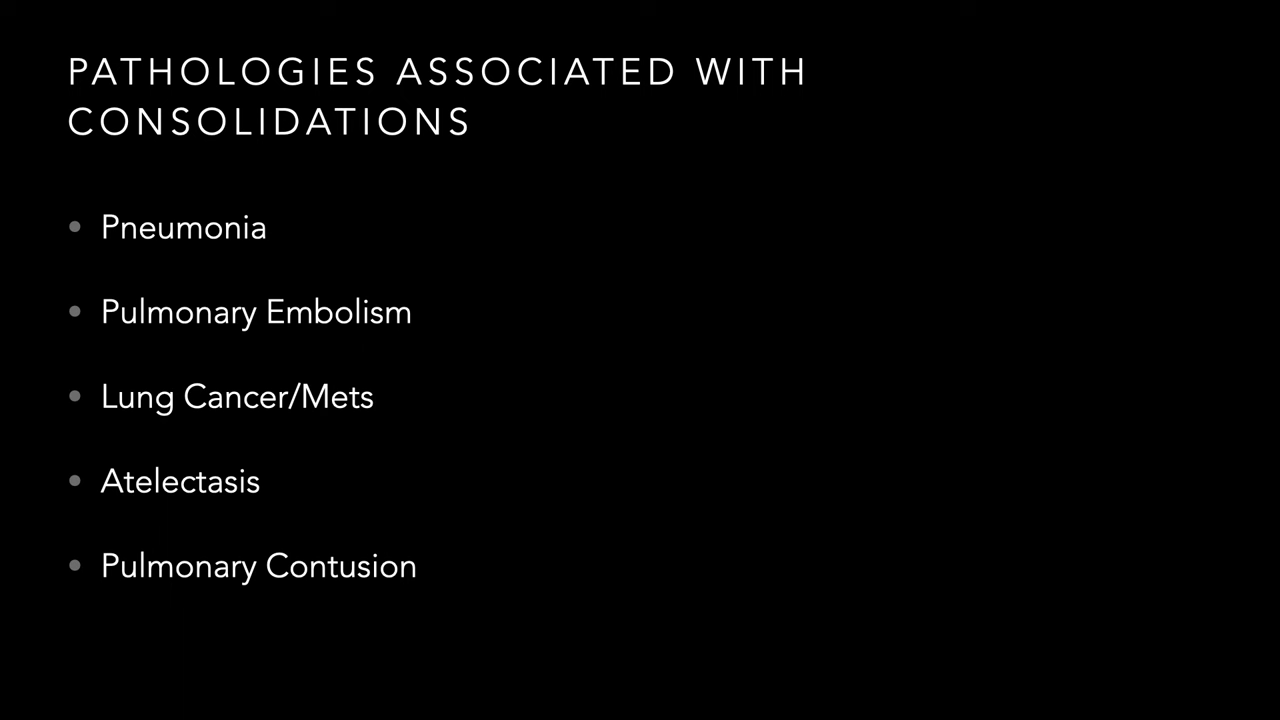 PATHOLOGIES ASSOCIATED WITH
CONSOLIDATIONS
• Pneumonia
• Pulmonary Embolism
• Lung Cancer/Mets
• Atelectasis
• Pulmonary Contusion